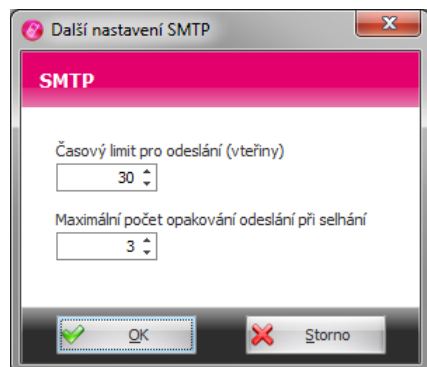 Další nastavení SMTP
SMTP
Časový limit pro odeslání (vteřiny)
30
Maximální počet opakování odeslání při selhání
3
OK
Storno